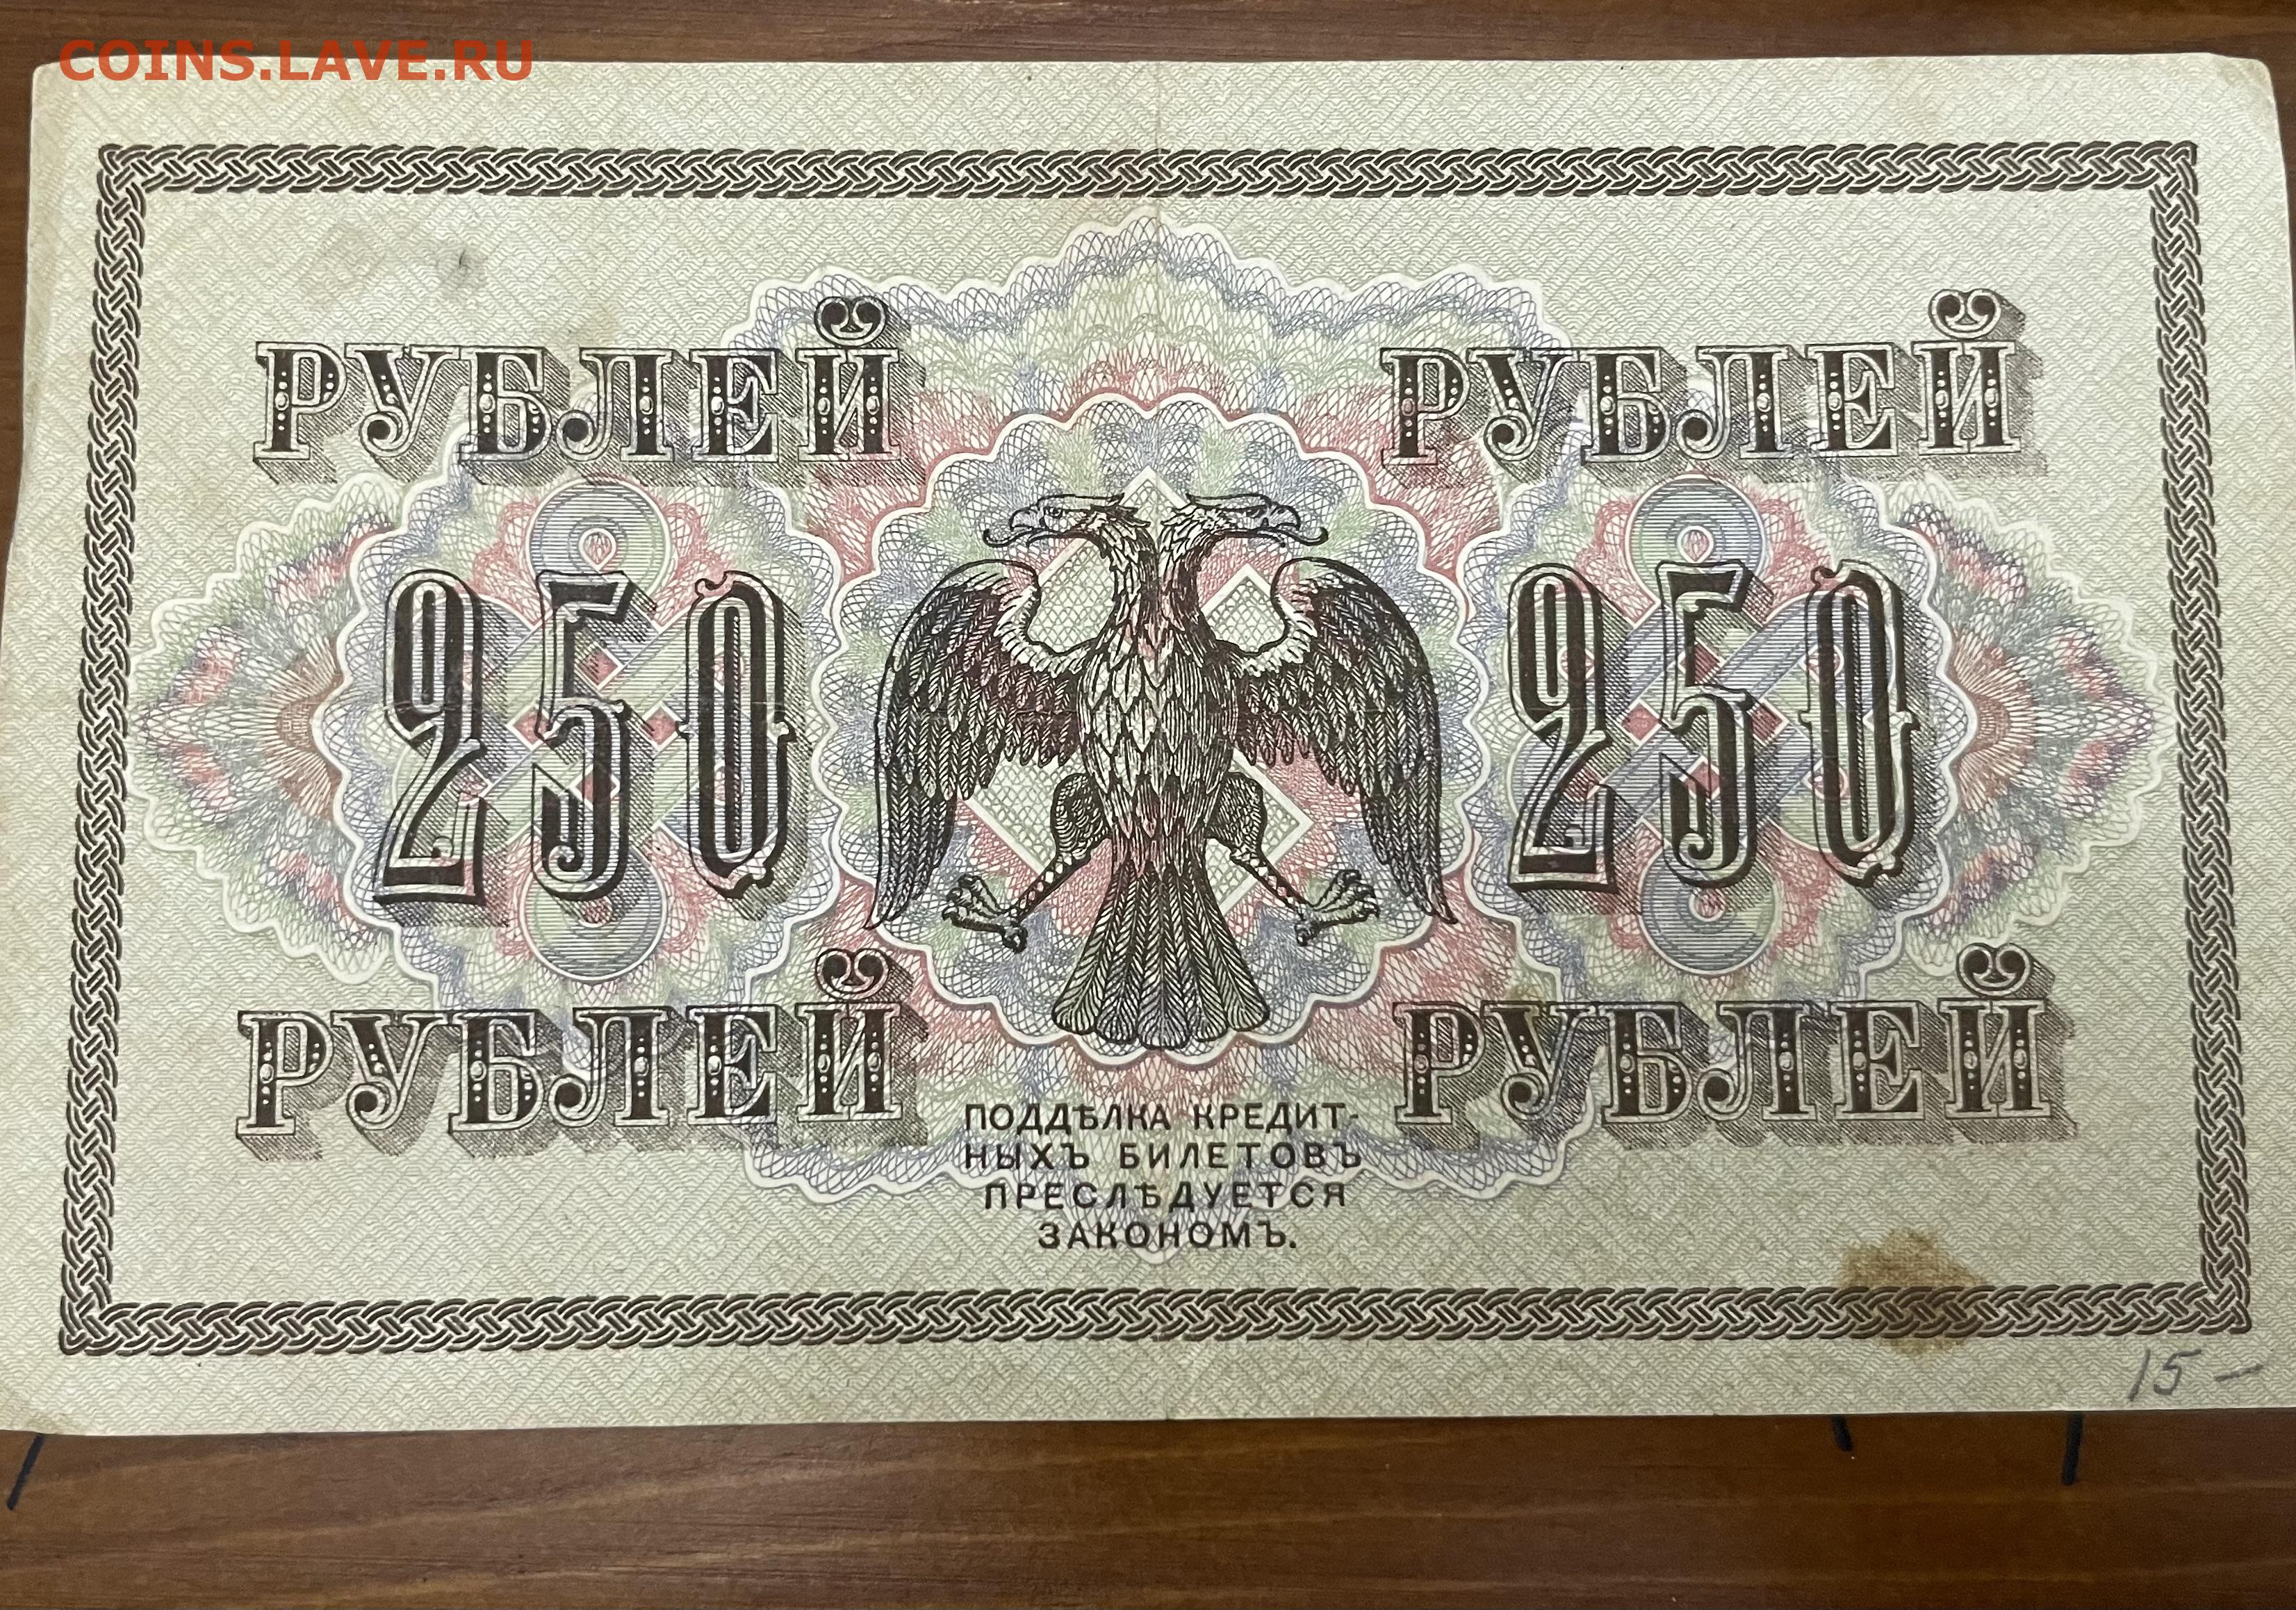 COINS.LAVE.RU
РУБЛЕЙ РУБЛЕЙ
250 250
РУБЛЕЙ РУБЛЕЙ
ПОДДѢЛКА КРЕДИТ-
НЫХЪ БИЛЕТОВЪ
ПРЕСЛѢДУЕТСЯ
ЗАКОНОМЪ.
15 –